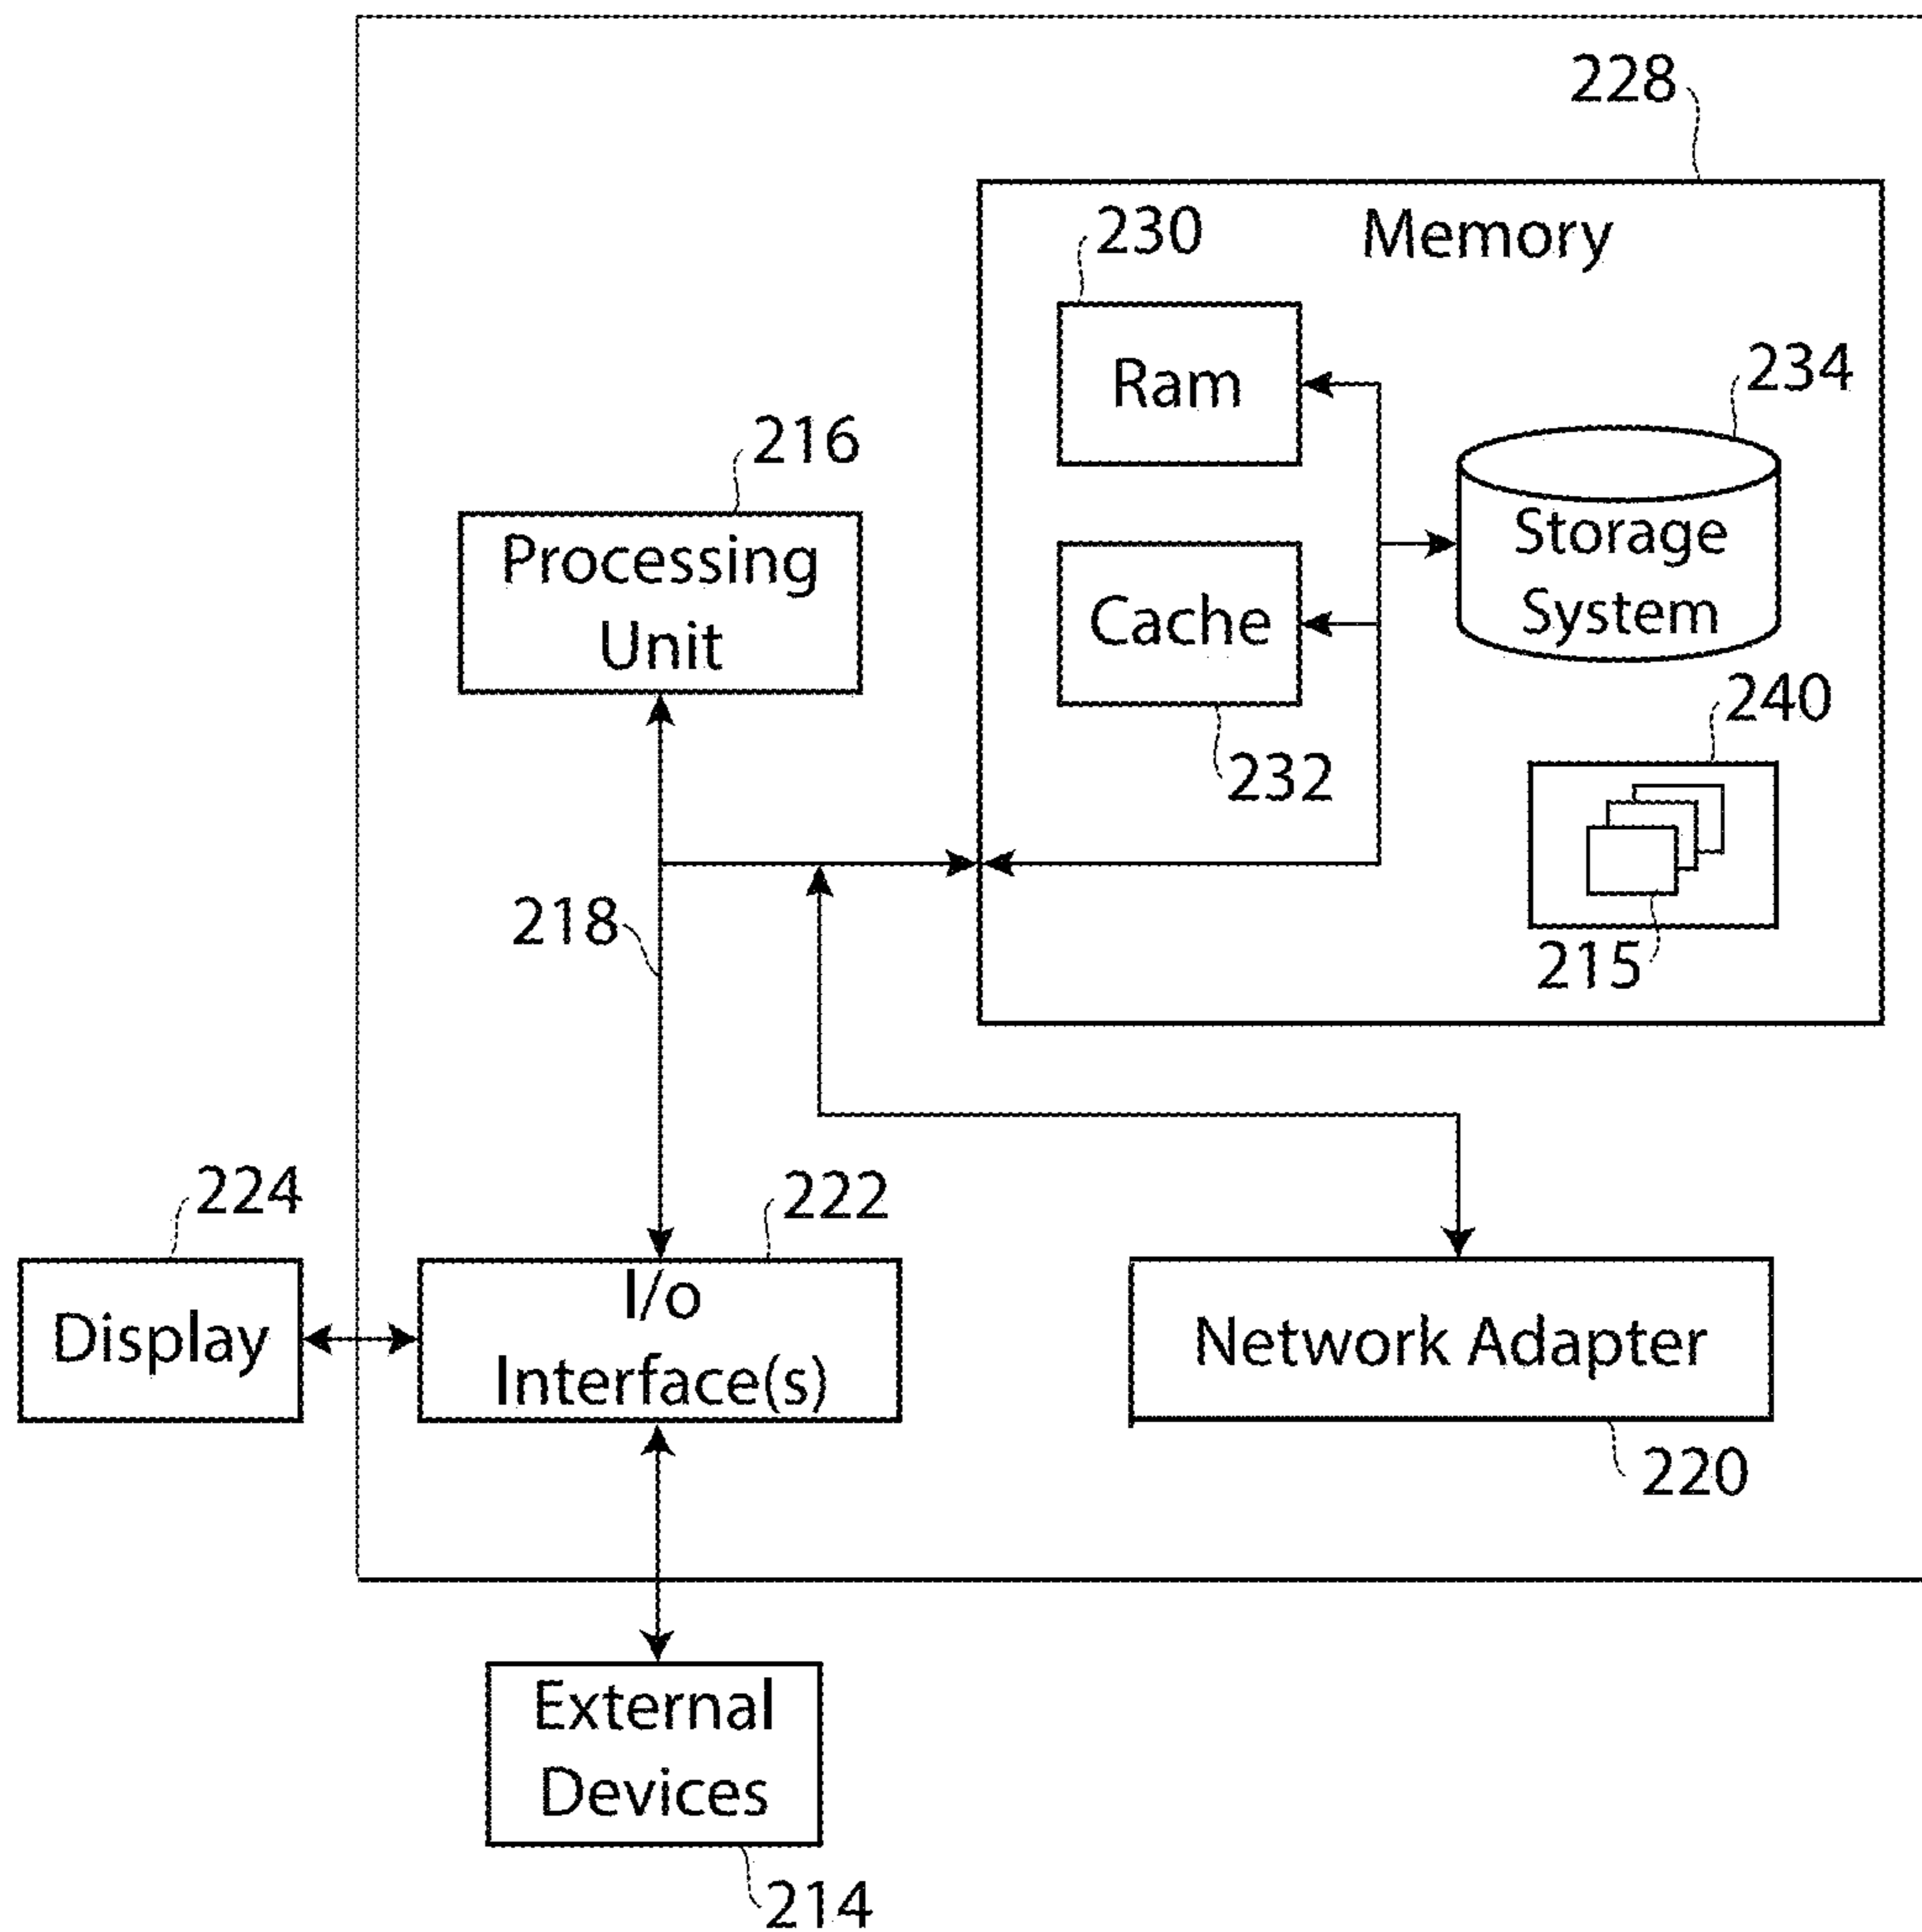 228
230
Memory
Ram
234
216
Storage
System
Processing
Unit
Cache
240
232
218
215
224
222
I/o
Interface(s)
Display
Network Adapter
220
External
Devices
214